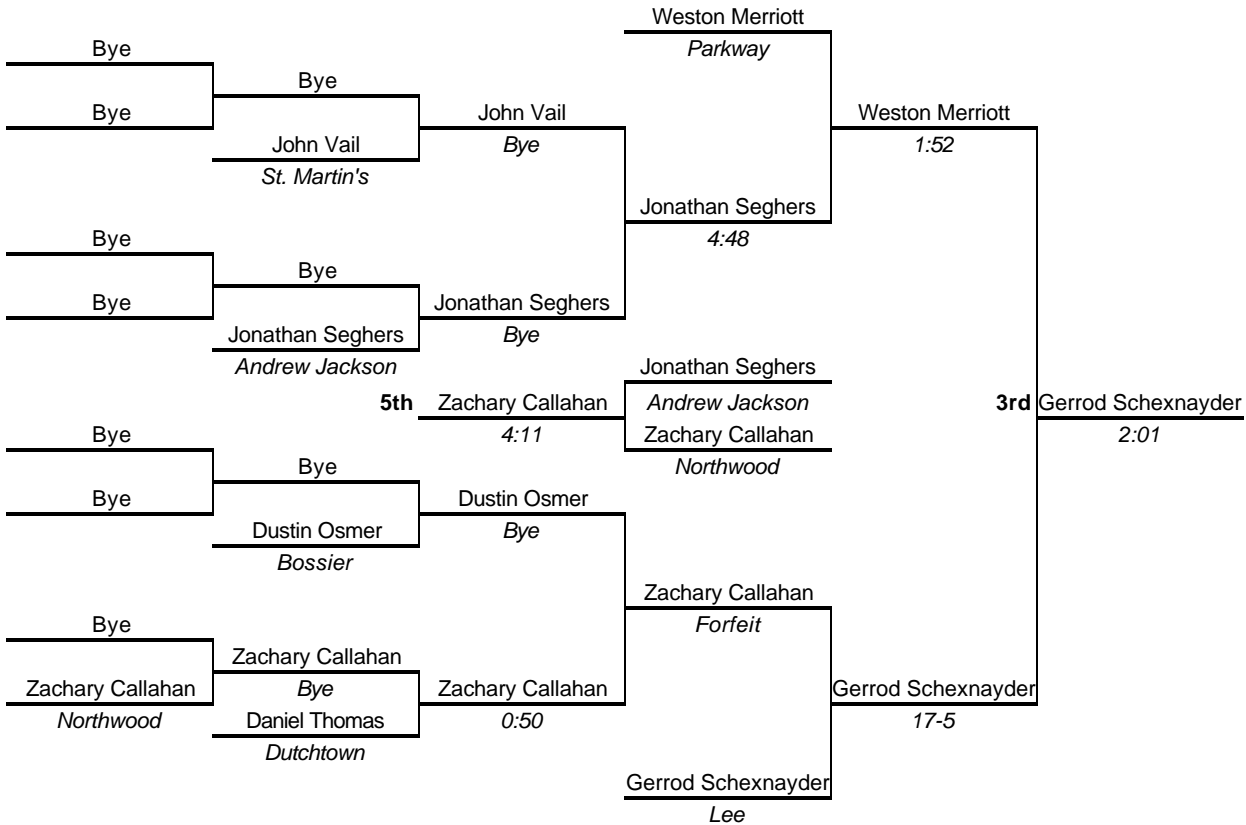 Weston Merriott
Bye
Parkway
Bye
Bye
John Vail
Weston Merriott
John Vail
Bye
1:52
St. Martin's
Jonathan Seghers
Bye
4:48
Bye
Bye
Jonathan Seghers
Jonathan Seghers
Bye
Andrew Jackson
Jonathan Seghers
5th Zachary Callahan
Andrew Jackson
3rd Gerrod Schexnayder
Bye
4:11
Zachary Callahan
2:01
Bye
Northwood
Bye
Dustin Osmer
Dustin Osmer
Bye
Bossier
Zachary Callahan
Bye
Forfeit
Zachary Callahan
Zachary Callahan
Bye
Zachary Callahan
Gerrod Schexnayder
Northwood
Daniel Thomas
0:50
17-5
Dutchtown
Gerrod Schexnayder
Lee